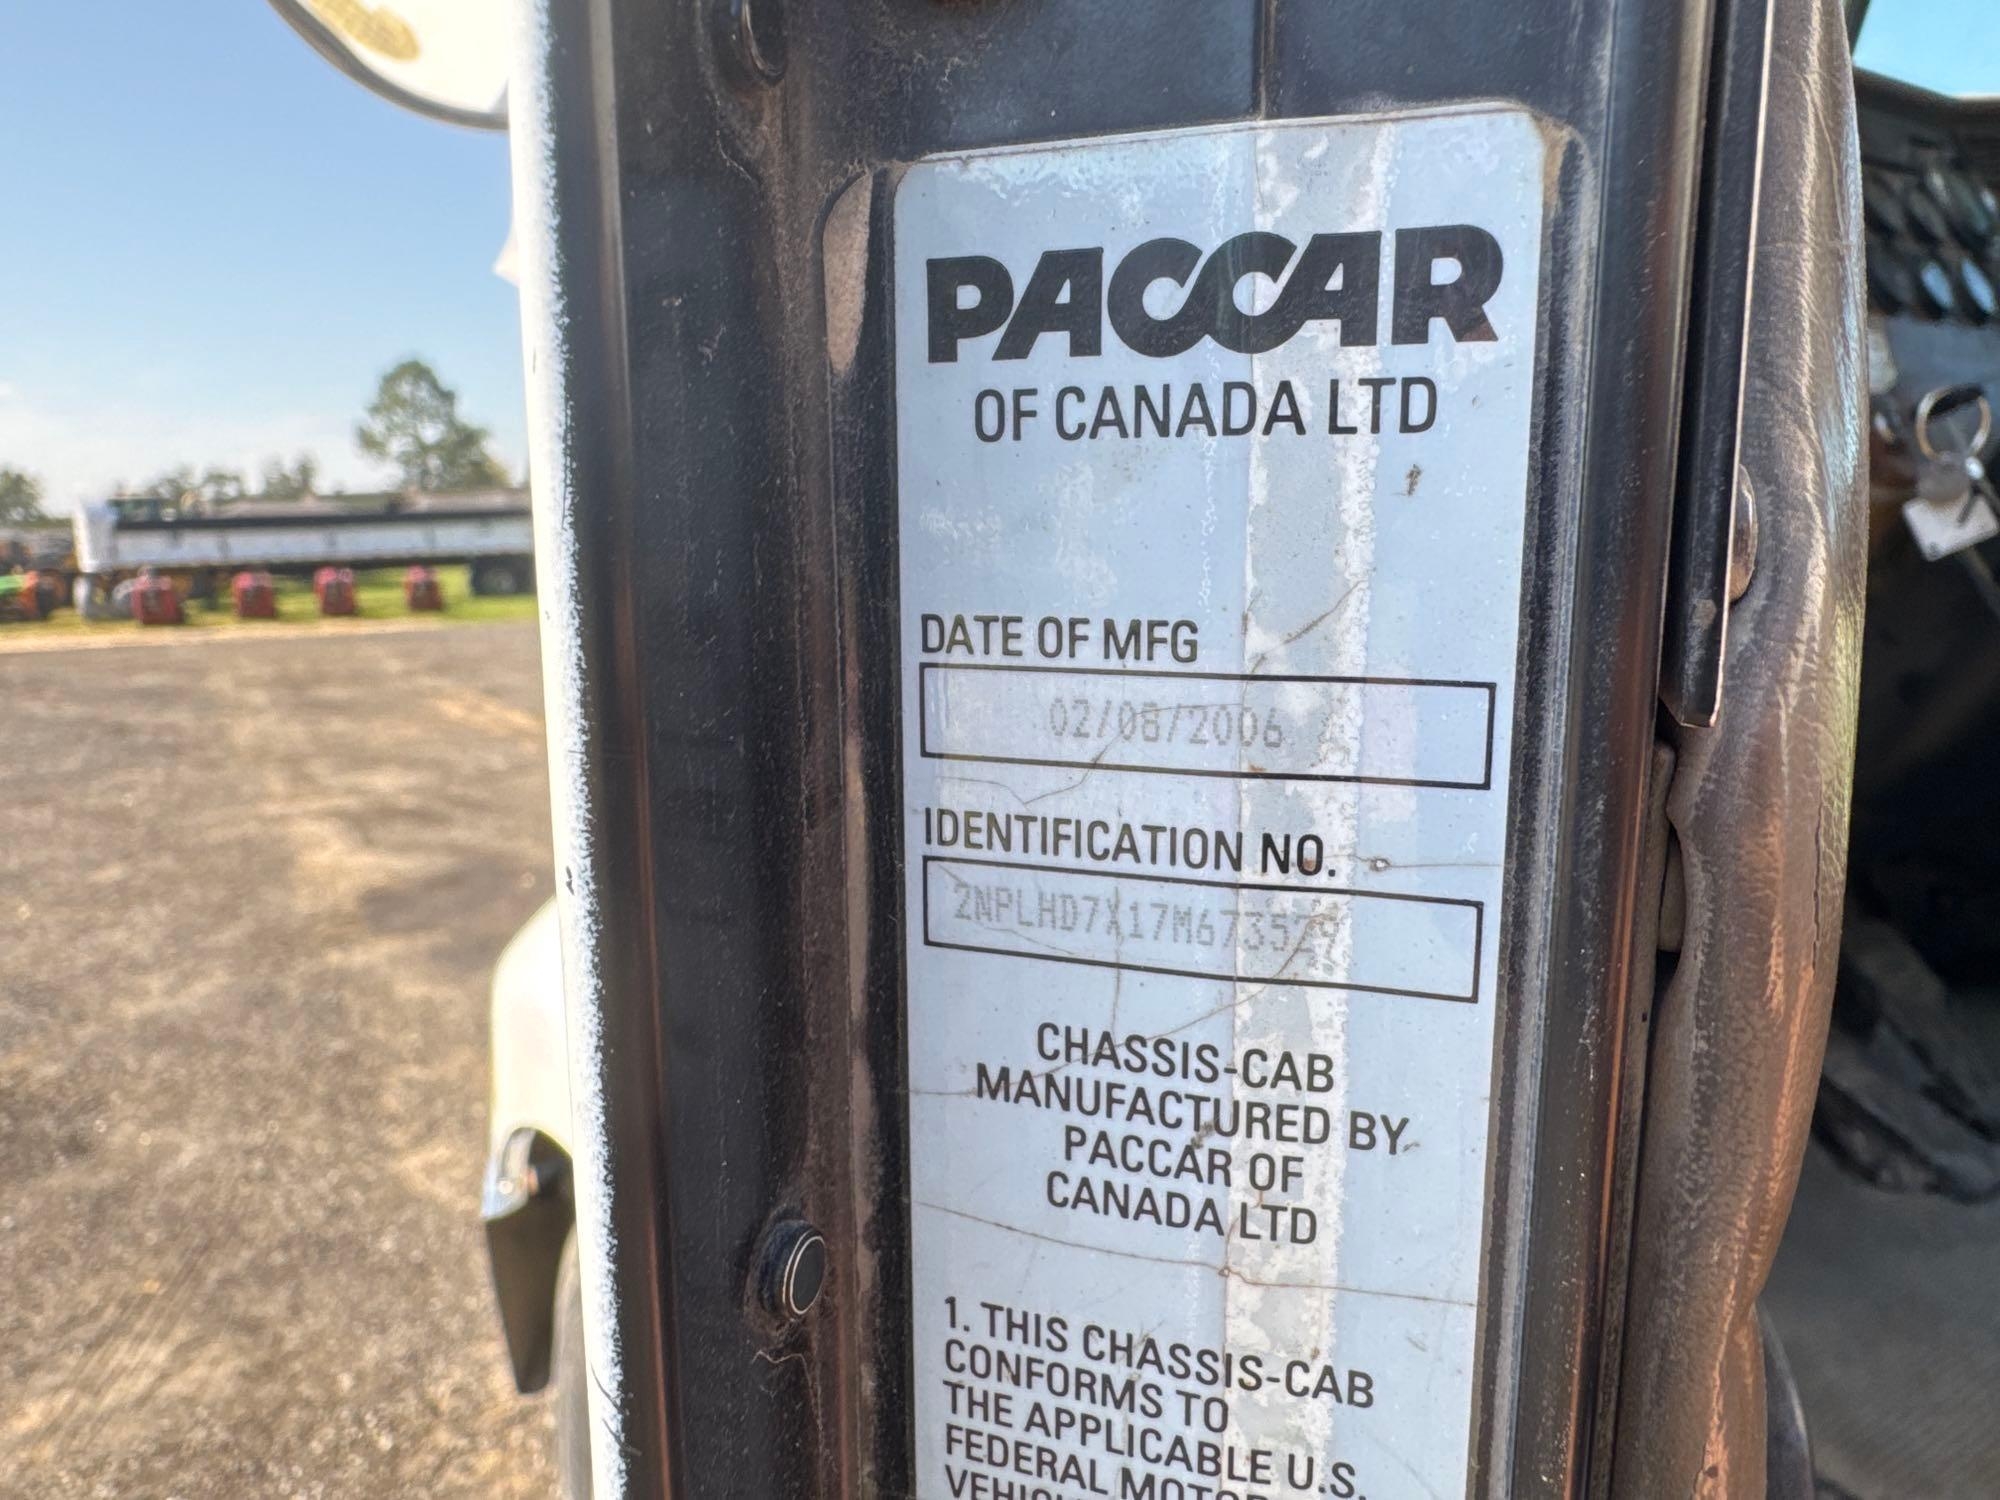 PACCAR
OF CANADA LTD
DATE OF MFG
02/08/2006
IDENTIFICATION NO.
2NPLHD7X17M673529
CHASSIS-CAB
MANUFACTURED BY
PACCAR OF
CANADA LTD
1. THIS CHASSIS-CAB
CONFORMS TO
THE APPLICABLE U.S.
FEDERAL MOTOR